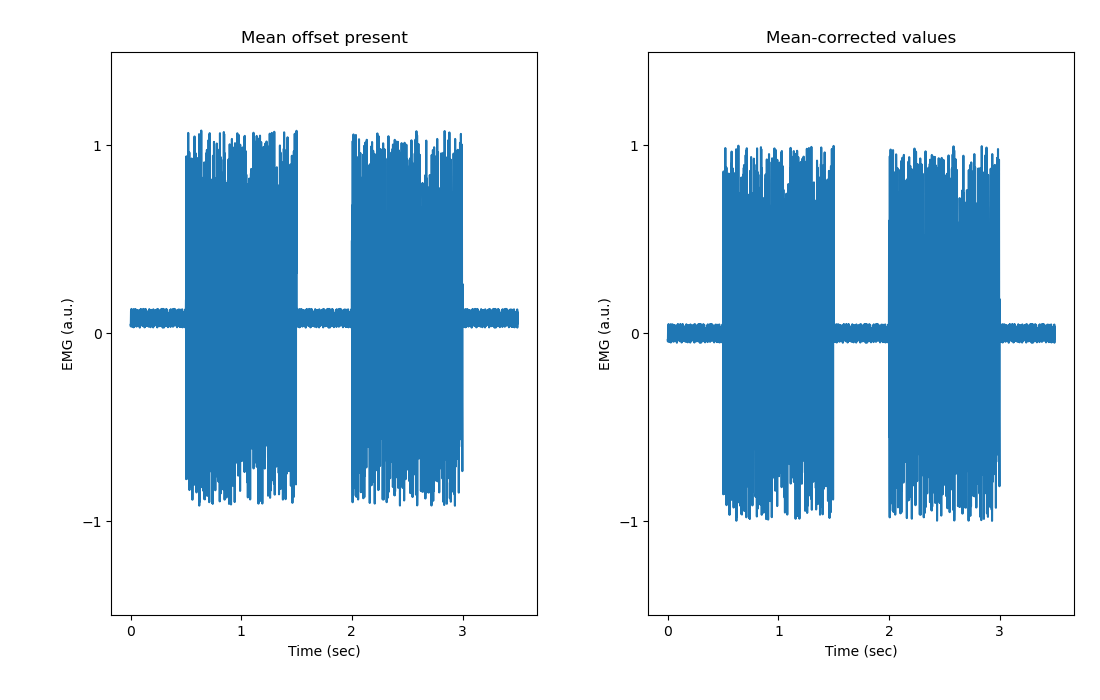 Mean offset present
EMG (a.u.)
1
0
−1
0 1 2 3
Time (sec)
Mean-corrected values
EMG (a.u.)
1
0
−1
0 1 2 3
Time (sec)